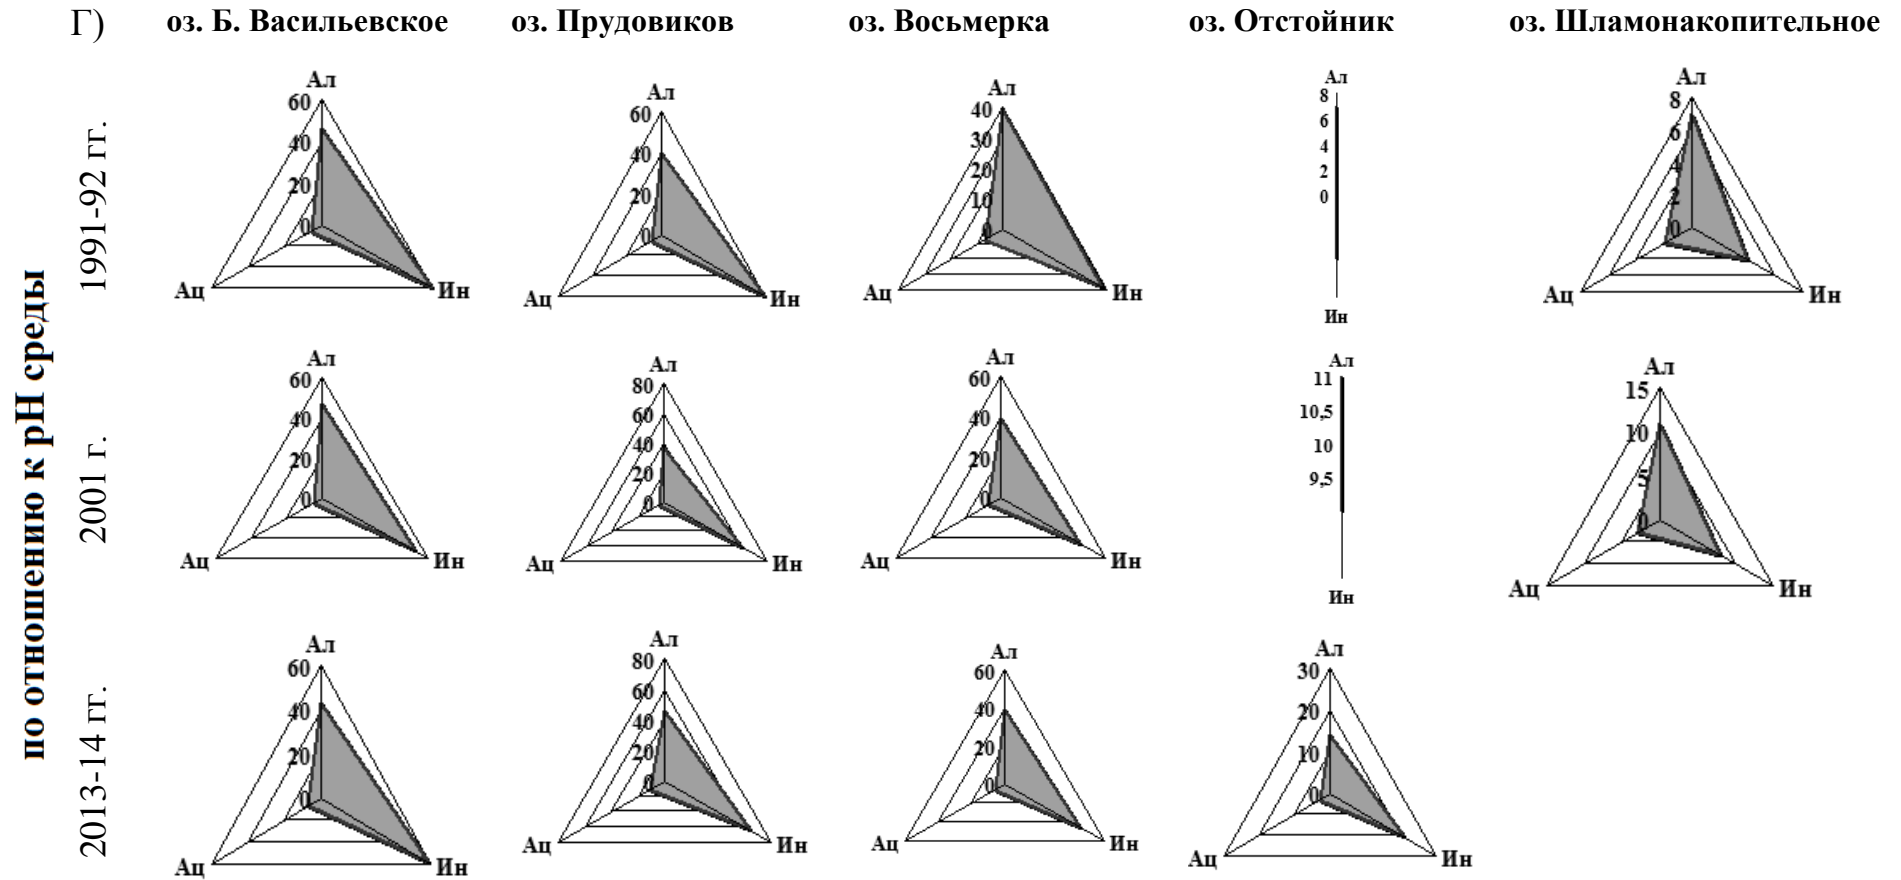 Г) оз. Б. Васильевское оз. Прудовиков оз. Восьмерка оз. Отстойник оз. Шламонакопительное
по отношению к pH среды
1991-92 гг.
Ал
60
40
20
0
Ац Ин
Ал
60
40
20
0
Ац Ин
Ал
40
30
20
10
0
Ац Ин
Ал
8
6
4
2
0
Ин
Ал
8
6
4
2
0
Ац Ин
2001 г.
Ал
60
40
20
0
Ац Ин
Ал
80
60
40
20
0
Ац Ин
Ал
60
40
20
0
Ац Ин
Ал
11
10,5
10
9,5
Ин
Ал
15
10
5
0
Ац Ин
2013-14 гг.
Ал
60
40
20
0
Ац Ин
Ал
80
60
40
20
0
Ац Ин
Ал
60
40
20
0
Ац Ин
Ал
30
20
10
0
Ац Ин